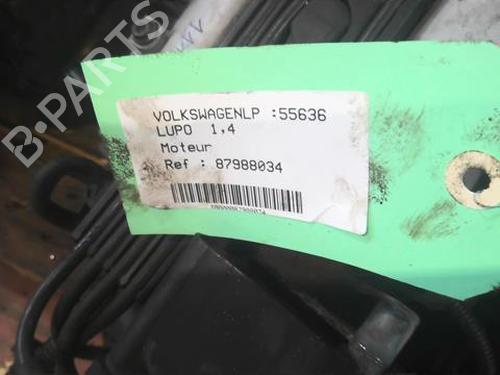 B-PARTS
VOLKSWAGENLP :55636
LUPO 1,4
Moteur
Ref : 87988034